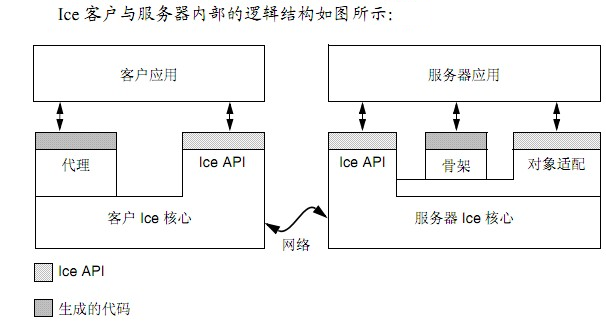 Ice 客户与服务器内部的逻辑结构如图所示：
客户应用
服务器应用
代理
Ice API
Ice API
骨架
对象适配
客户 Ice 核心
服务器 Ice 核心
网络
Ice API
生成的代码